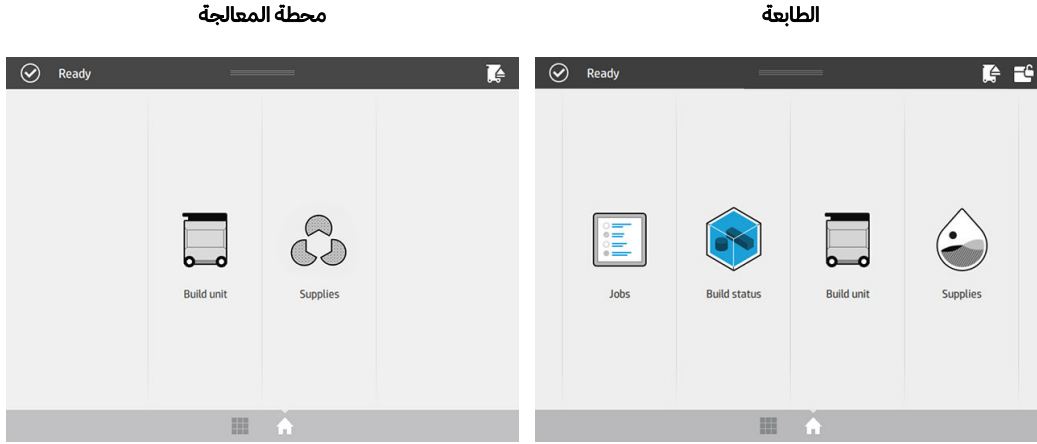 الطابعة
محطة المعالجة
Ready
Build unit
Supplies
Ready
Jobs
Build status
Build unit
Supplies